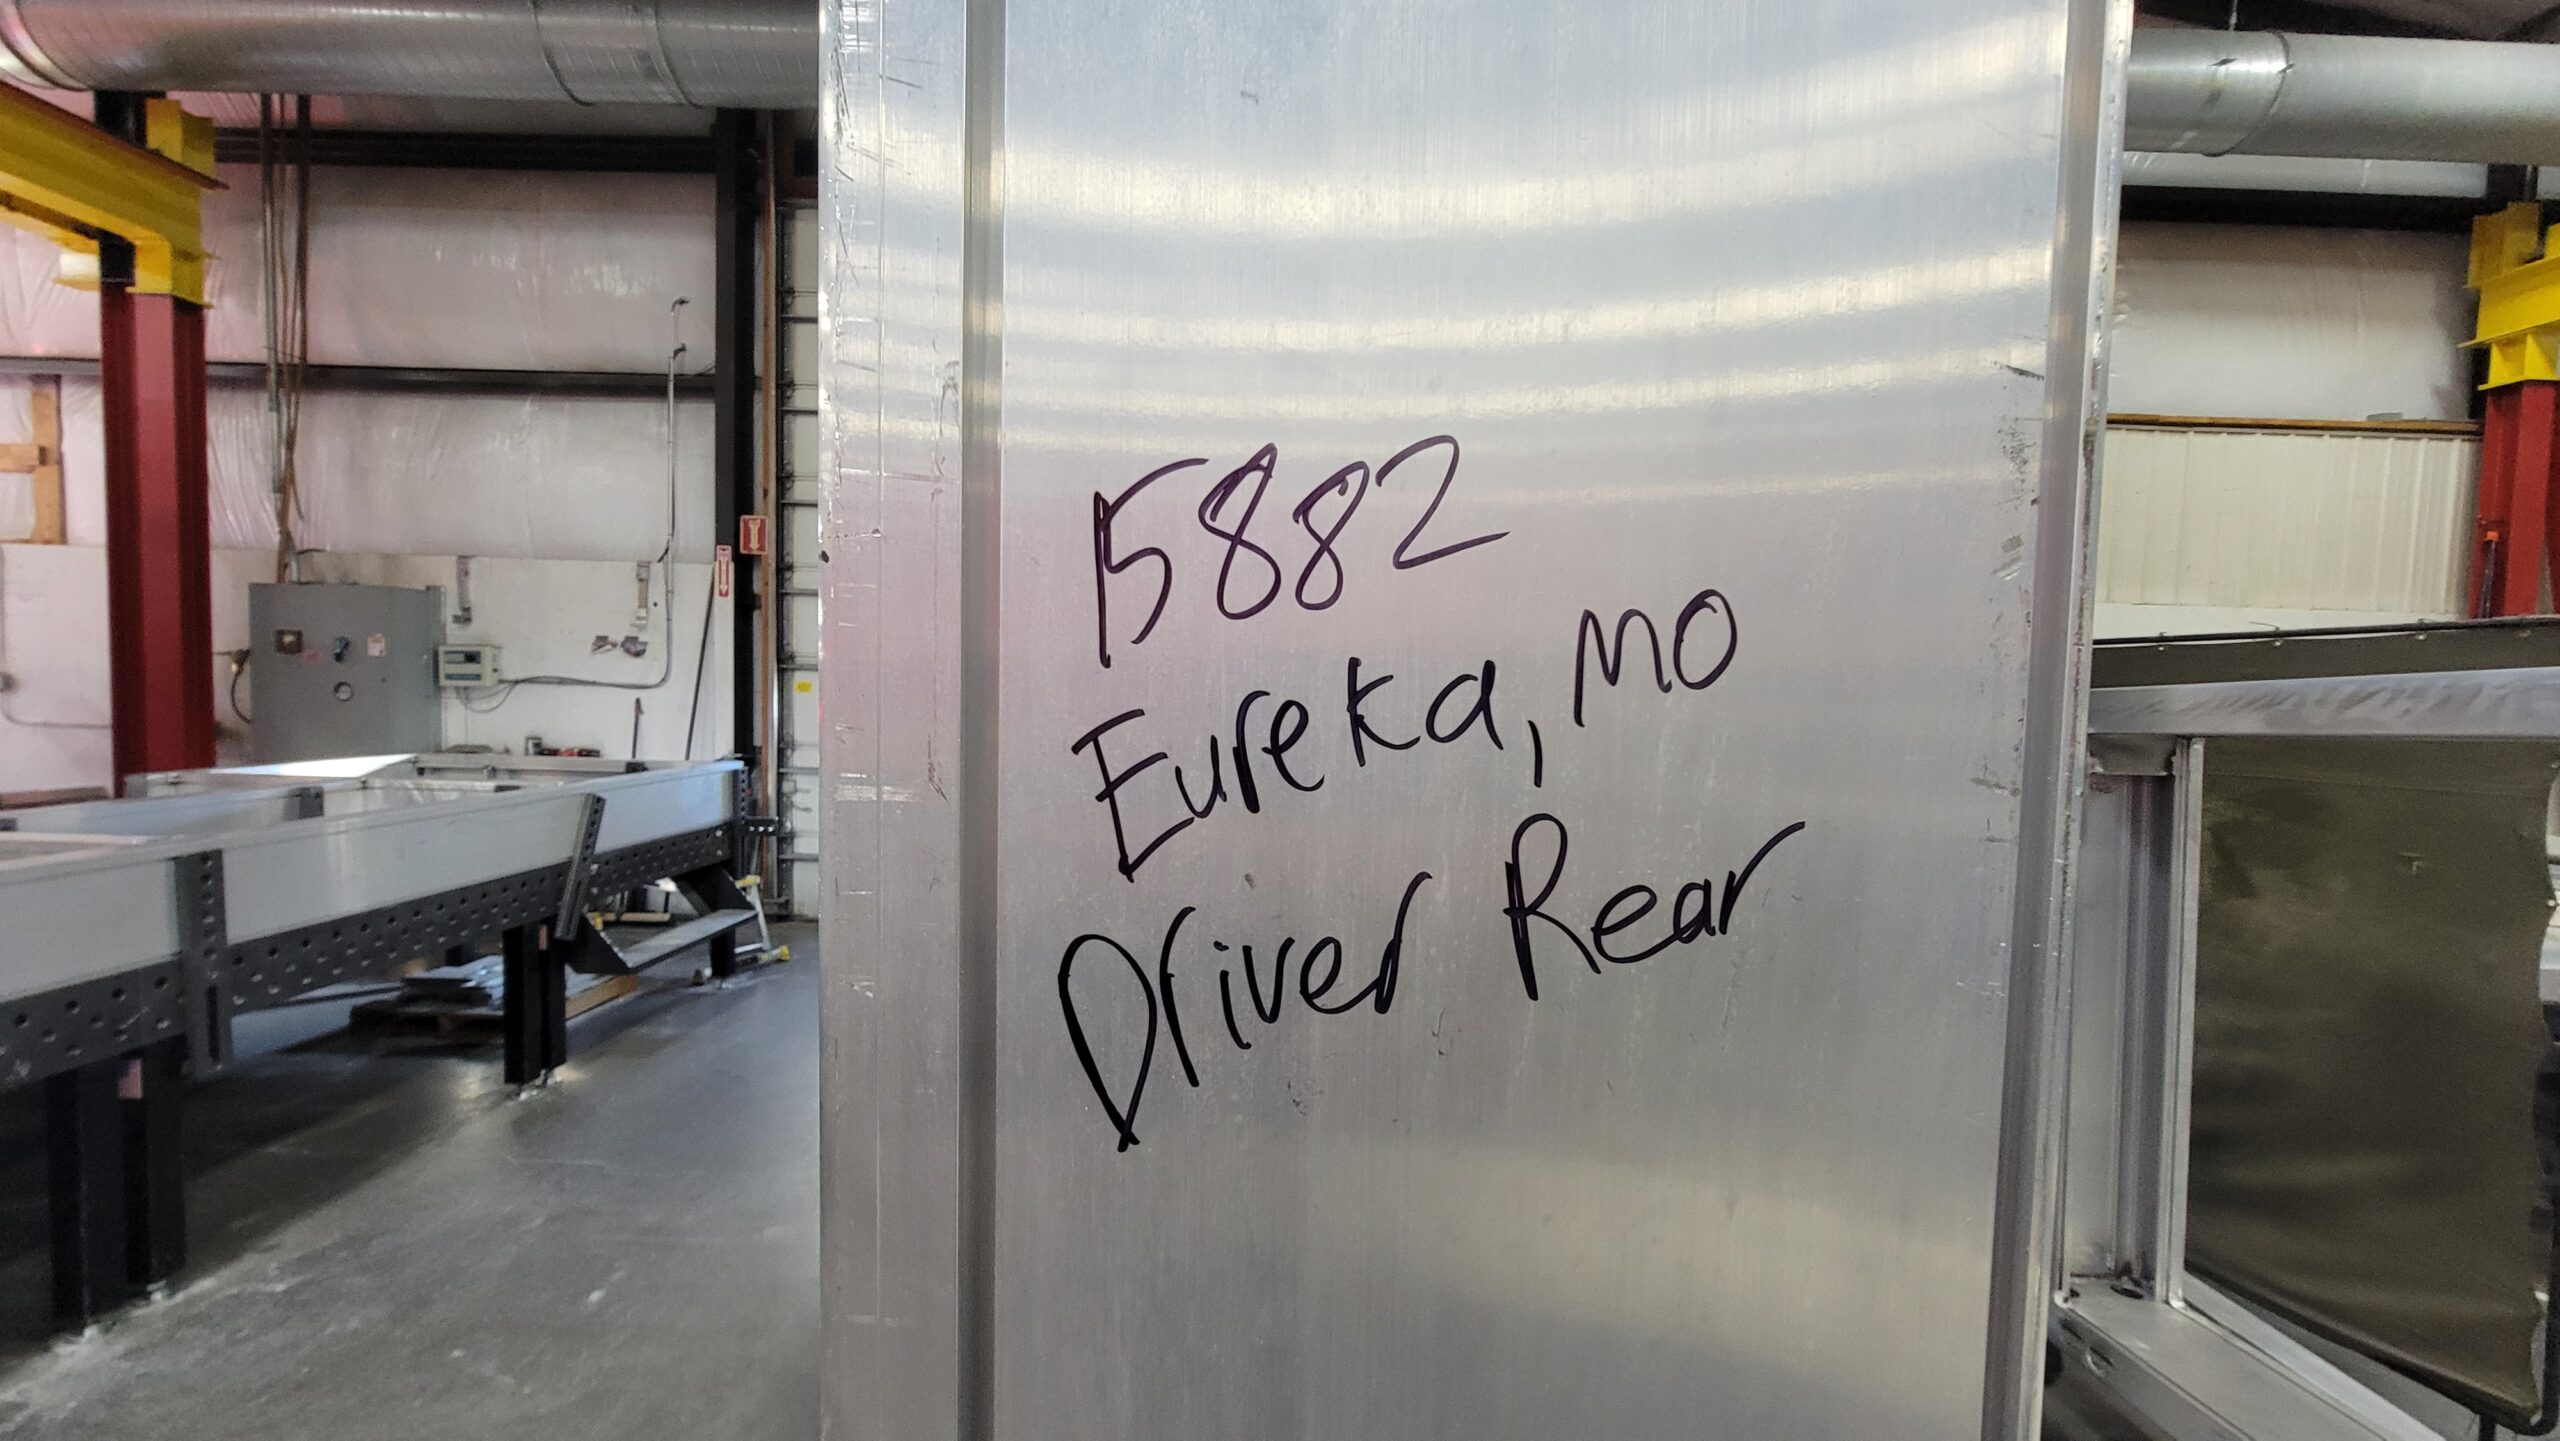 15882
Eureka, MO
Driver Rear